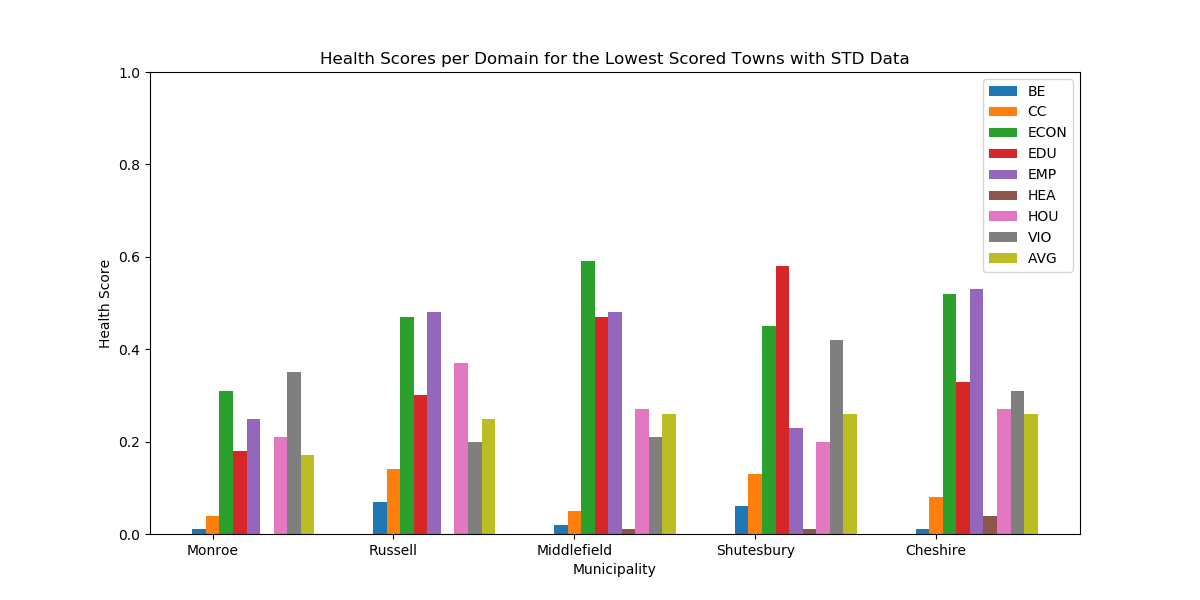 Health Scores per Domain for the Lowest Scored Towns with STD Data
1.0
0.8
0.6
0.4
0.2
0.0
Health Score
BE
CC
ECON
EDU
EMP
HEA
HOU
VIO
AVG
Monroe Russell Middlefield Shutesbury Cheshire
Municipality